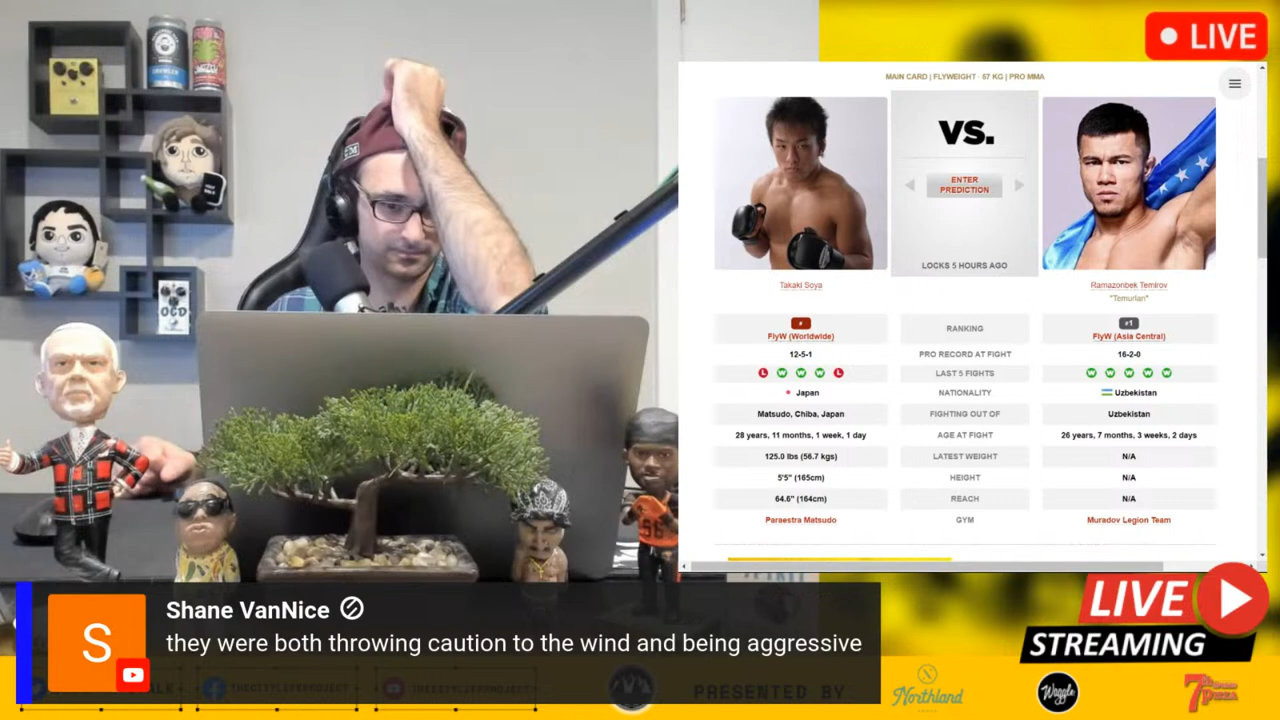 LIVE
MAIN CARD | FLYWEIGHT · 57 KG | PRO MMA
VS.
ENTER
PREDICTION
LOCKS 5 HOURS AGO
Takaki Soya
Ramazonbek Temirov
"Temurlan"
#
RANKING
#1
FlyW (Worldwide)
FlyW (Asia Central)
12-5-1 PRO RECORD AT FIGHT 16-2-0
L W W W L LAST 5 FIGHTS W W W W W
Japan NATIONALITY Uzbekistan
Matsudo, Chiba, Japan FIGHTING OUT OF Uzbekistan
28 years, 11 months, 1 week, 1 day AGE AT FIGHT 26 years, 7 months, 3 weeks, 2 days
125.0 lbs (56.7 kgs) LATEST WEIGHT N/A
5'5" (165cm) HEIGHT N/A
64.6" (164cm) REACH N/A
Paraestra Matsudo GYM Muradov Legion Team
OCD
S
Shane VanNice
they were both throwing caution to the wind and being aggressive
LIVE
STREAMING
PRESENTED BY
Northland
Waggle